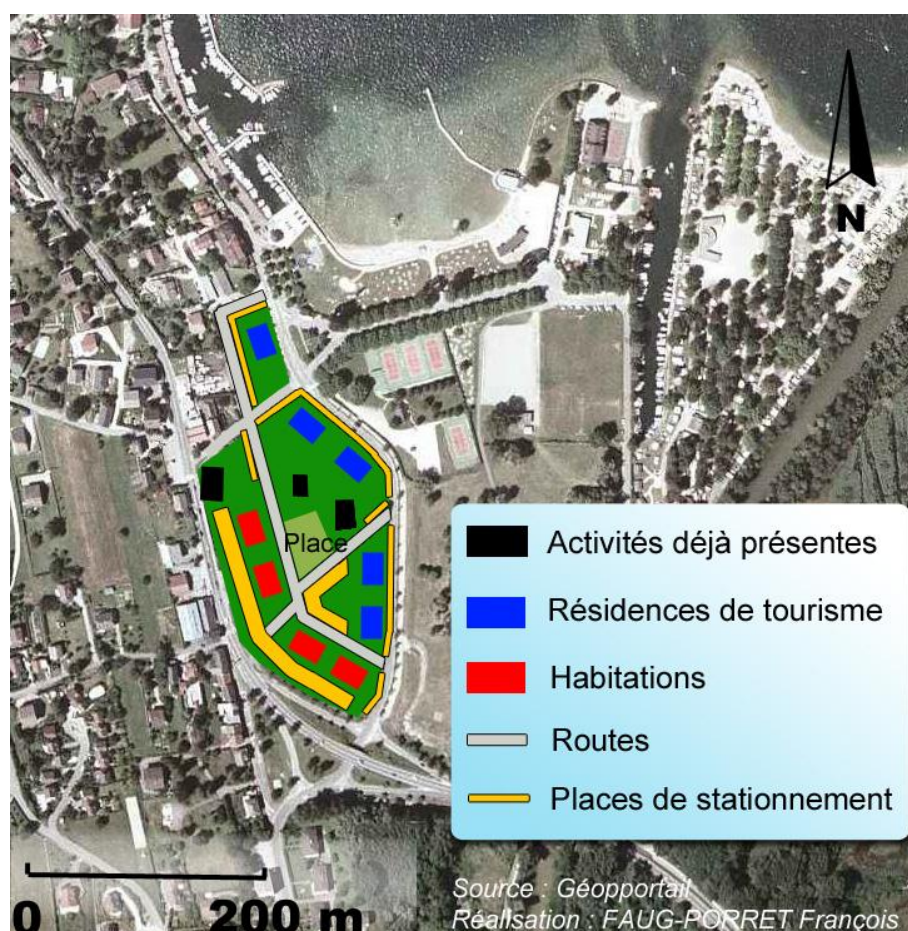 N
Place
Activités déjà présentes
Résidences de tourisme
Habitations
Routes
Places de stationnement
0 200 m
Source : Géopportail
Réalisation : FAUG-PORRET François